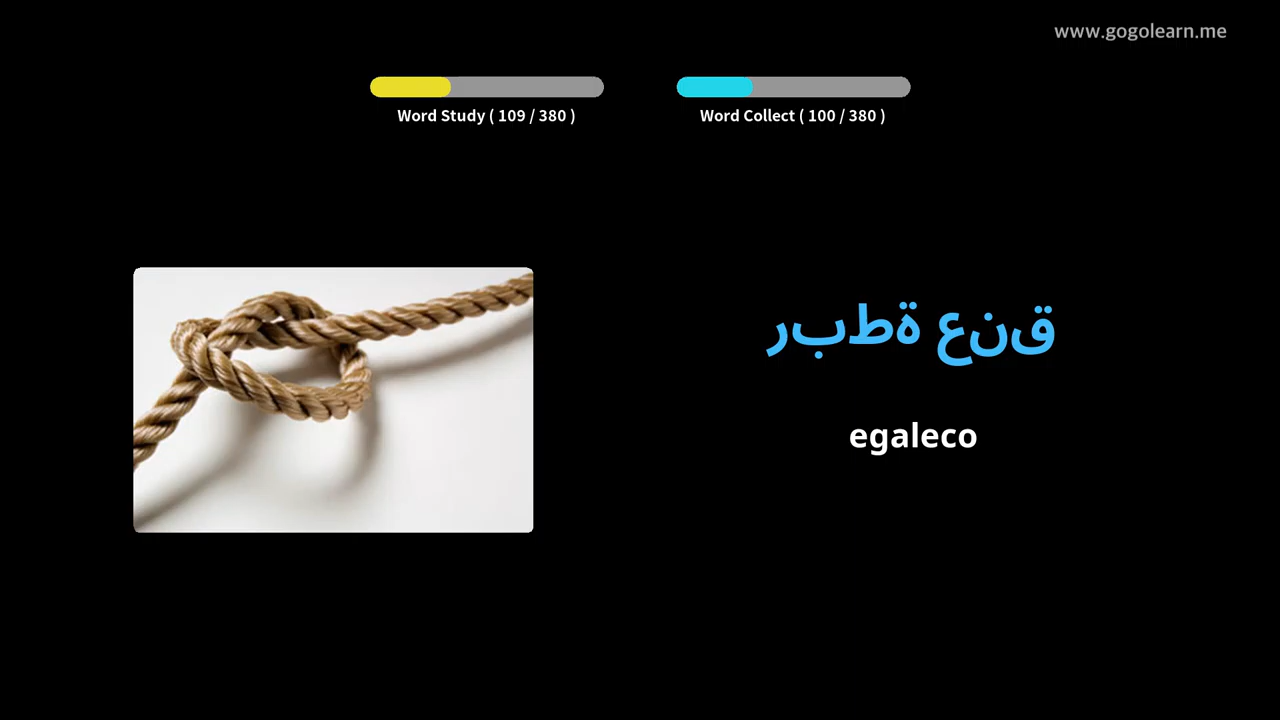 www.gogolearn.me
Word Study ( 109 / 380 )
Word Collect ( 100 / 380 )
ربطة عنق
egaleco